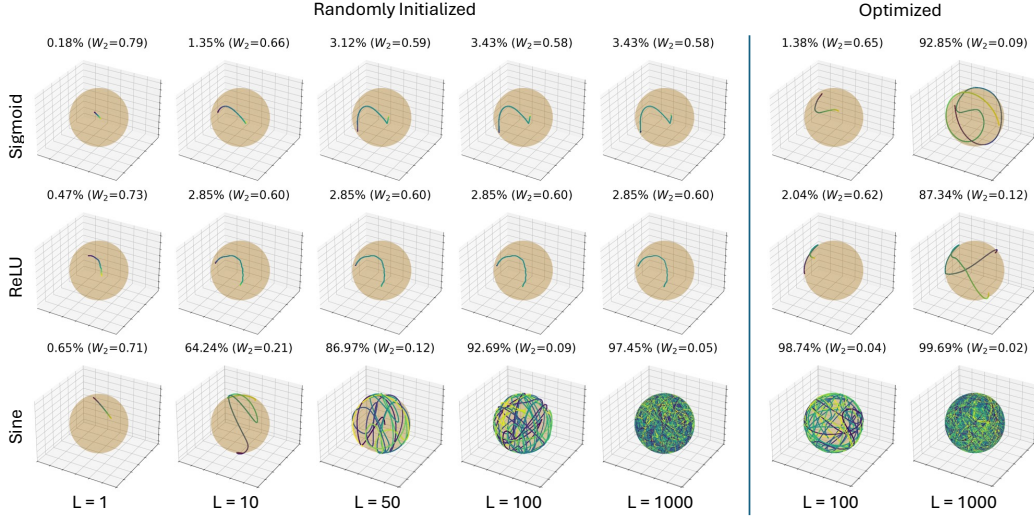 Randomly Initialized Optimized
0.18% (W₂=0.79) 1.35% (W₂=0.66) 3.12% (W₂=0.59) 3.43% (W₂=0.58) 3.43% (W₂=0.58) 1.38% (W₂=0.65) 92.85% (W₂=0.09)
Sigmoid
0.47% (W₂=0.73) 2.85% (W₂=0.60) 2.85% (W₂=0.60) 2.85% (W₂=0.60) 2.85% (W₂=0.60) 2.04% (W₂=0.62) 87.34% (W₂=0.12)
ReLU
0.65% (W₂=0.71) 64.24% (W₂=0.21) 86.97% (W₂=0.12) 92.69% (W₂=0.09) 97.45% (W₂=0.05) 98.74% (W₂=0.04) 99.69% (W₂=0.02)
Sine
L = 1 L = 10 L = 50 L = 100 L = 1000 L = 100 L = 1000